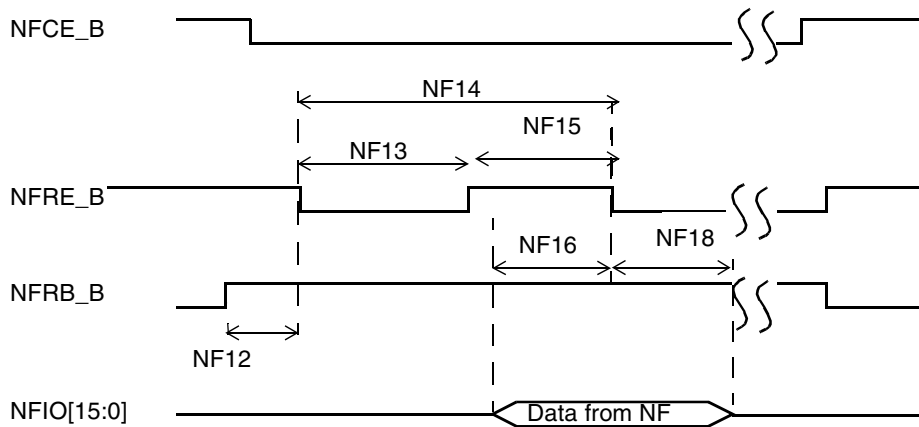 NFCE_B
NF14
NF15
NF13
NFRE_B
NF16
NF18
NFRB_B
NF12
NFIO[15:0]
Data from NF